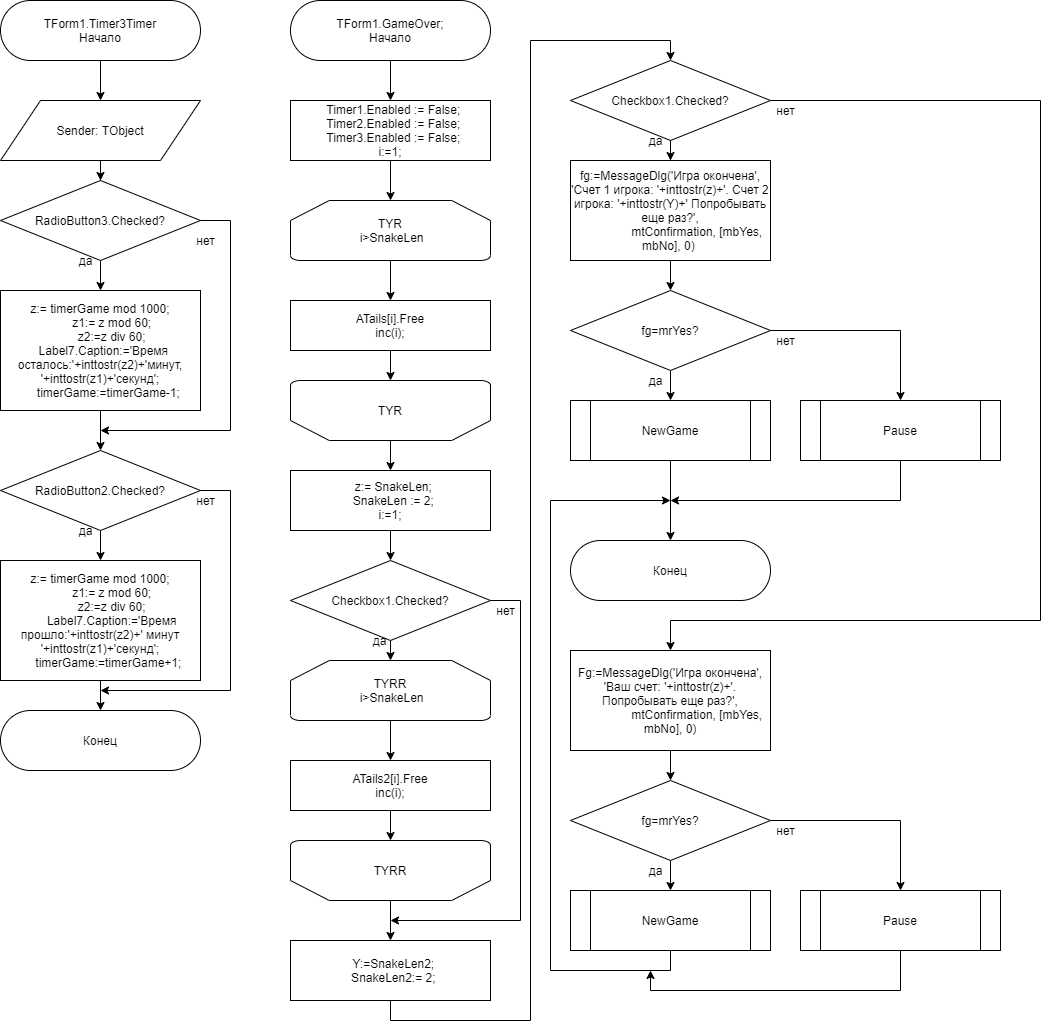 TForm1.Timer3Timer
Начало
Sender: TObject
RadioButton3.Checked?
нет
да
z:= timerGame mod 1000;
z1:= z mod 60;
z2:=z div 60;
Label7.Caption:='Время
осталось:'+inttostr(z2)+'минут,
'+inttostr(z1)+'секунд';
timerGame:=timerGame-1;
RadioButton2.Checked?
нет
да
z:= timerGame mod 1000;
z1:= z mod 60;
z2:=z div 60;
Label7.Caption:='Время
прошло:'+inttostr(z2)+' минут
'+inttostr(z1)+'секунд';
timerGame:=timerGame+1;
Конец
TForm1.GameOver;
Начало
Timer1.Enabled := False;
Timer2.Enabled := False;
Timer3.Enabled := False;
i:=1;
TYR
i>SnakeLen
ATails[i].Free
inc(i);
TYR
z:= SnakeLen;
SnakeLen := 2;
i:=1;
Checkbox1.Checked?
нет
да
TYRR
i>SnakeLen
ATails2[i].Free
inc(i);
TYRR
Y:=SnakeLen2;
SnakeLen2:= 2;
Checkbox1.Checked?
нет
да
fg:=MessageDlg('Игра окончена',
'Счет 1 игрока: '+inttostr(z)+'. Счет 2
игрока: '+inttostr(Y)+' Попробывать
еще раз?',
mtConfirmation, [mbYes,
mbNo], 0)
fg=mrYes?
нет
да
NewGame
Pause
Конец
Fg:=MessageDlg('Игра окончена',
'Ваш счет: '+inttostr(z)+'.
Попробывать еще раз?',
mtConfirmation, [mbYes,
mbNo], 0)
fg=mrYes?
нет
да
NewGame
Pause